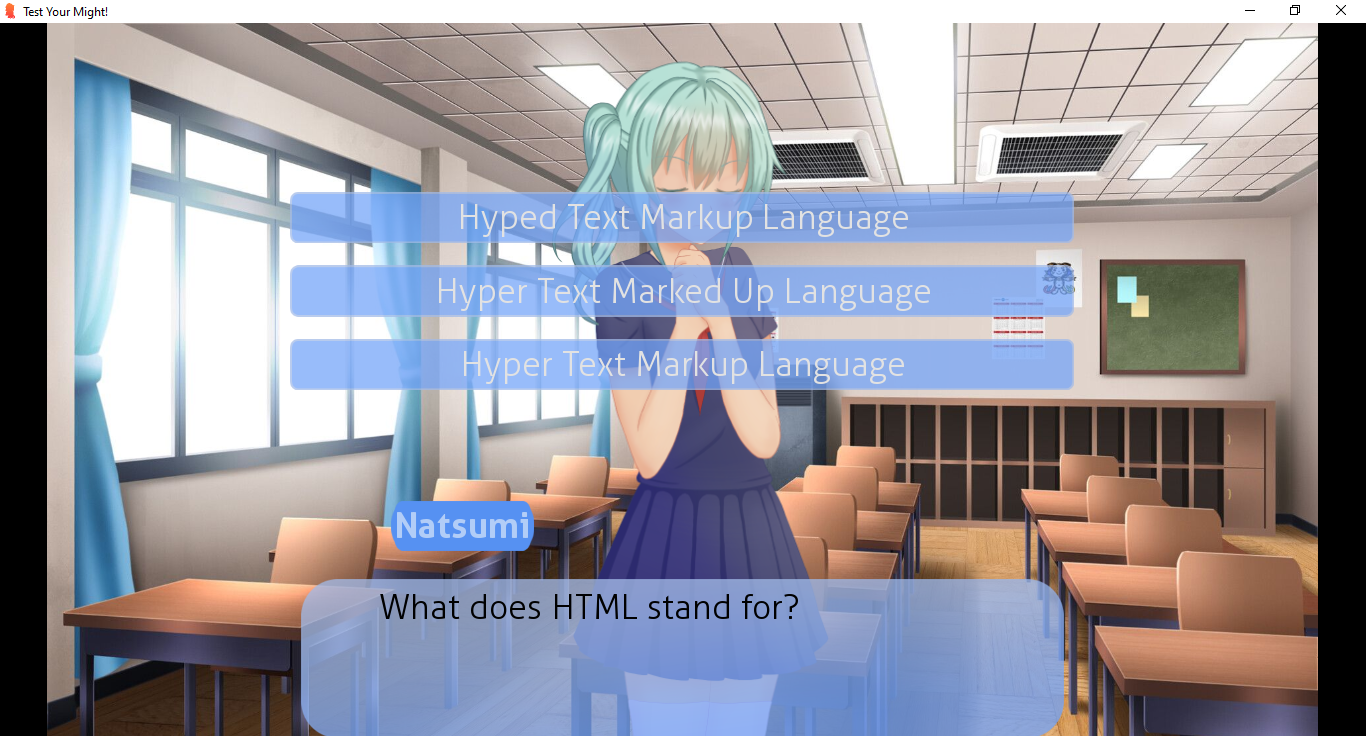 Test Your Might!
Hyped Text Markup Language
Hyper Text Marked Up Language
Hyper Text Markup Language
Natsumi
What does HTML stand for?